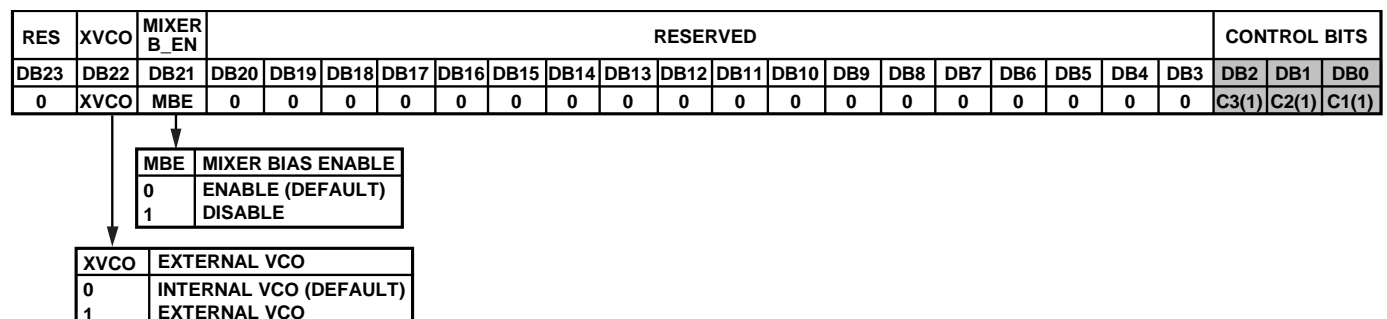 RES XVCO MIXER B_EN RESERVED CONTROL BITS
DB23 DB22 DB21 DB20 DB19 DB18 DB17 DB16 DB15 DB14 DB13 DB12 DB11 DB10 DB9 DB8 DB7 DB6 DB5 DB4 DB3 DB2 DB1 DB0
0 XVCO MBE 0 0 0 0 0 0 0 0 0 0 0 0 0 0 0 0 0 0 C3(1) C2(1) C1(1)
MBE MIXER BIAS ENABLE
0 ENABLE (DEFAULT)
1 DISABLE
XVCO EXTERNAL VCO
0 INTERNAL VCO (DEFAULT)
1 EXTERNAL VCO